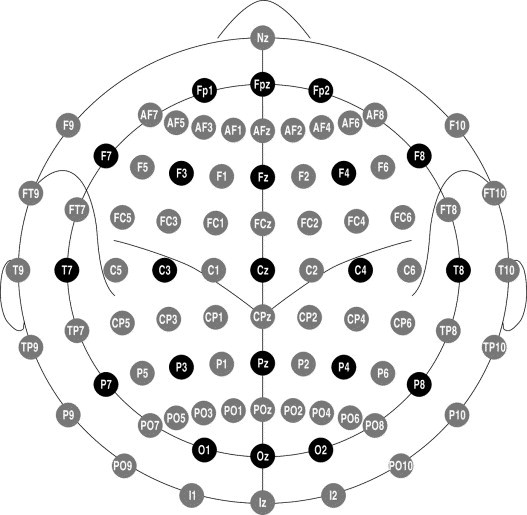 Nz
Fp1 Fpz Fp2
AF7 AF5 AF3 AF1 AFz AF2 AF4 AF6 AF8
F9 F10
F7 F5 F3 F1 Fz F2 F4 F6 F8
FT9 FT10
FT7 FC5 FC3 FC1 FCz FC2 FC4 FC6 FT8
T9 T7 C5 C3 C1 Cz C2 C4 C6 T8 T10
TP7 CP5 CP3 CP1 CPz CP2 CP4 CP6 TP8
TP9 TP10
P7 P5 P3 P1 Pz P2 P4 P6 P8
P9 P10
PO7 PO5 PO3 PO1 POz PO2 PO4 PO6 PO8
O1 Oz O2
PO9 PO10
I1 Iz I2